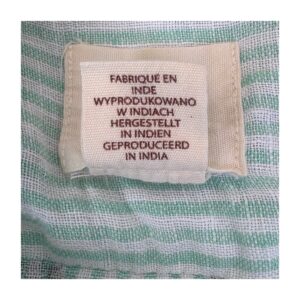 FABRIQUÉ EN
INDE
WYPRODUKOWANO
W INDIACH
HERGESTELLT
IN INDIEN
GEPRODUCEERD
IN INDIA